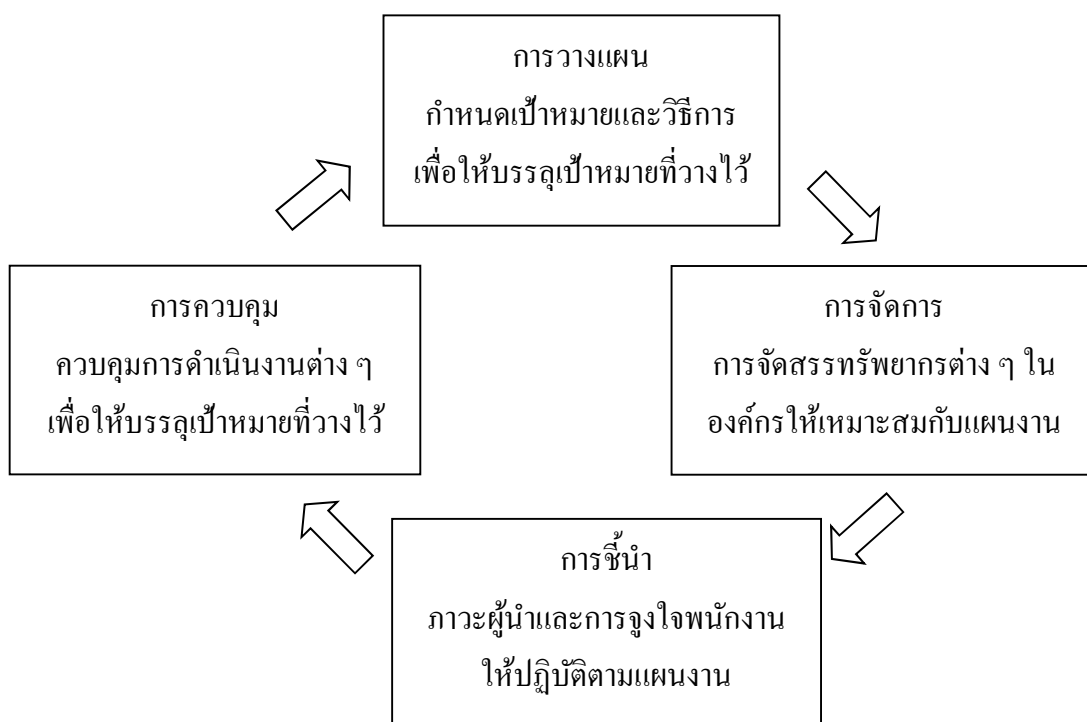 การวางแผน
กำหนดเป้าหมายและวิธีการ
เพื่อให้บรรลุเป้าหมายที่วางไว้
การควบคุม
ควบคุมการดำเนินงานต่าง ๆ
เพื่อให้บรรลุเป้าหมายที่วางไว้
การจัดการ
การจัดสรรทรัพยากรต่าง ๆ ใน
องค์กรให้เหมาะสมกับแผนงาน
การชี้นำ
ภาวะผู้นำและการจูงใจพนักงาน
ให้ปฏิบัติตามแผนงาน